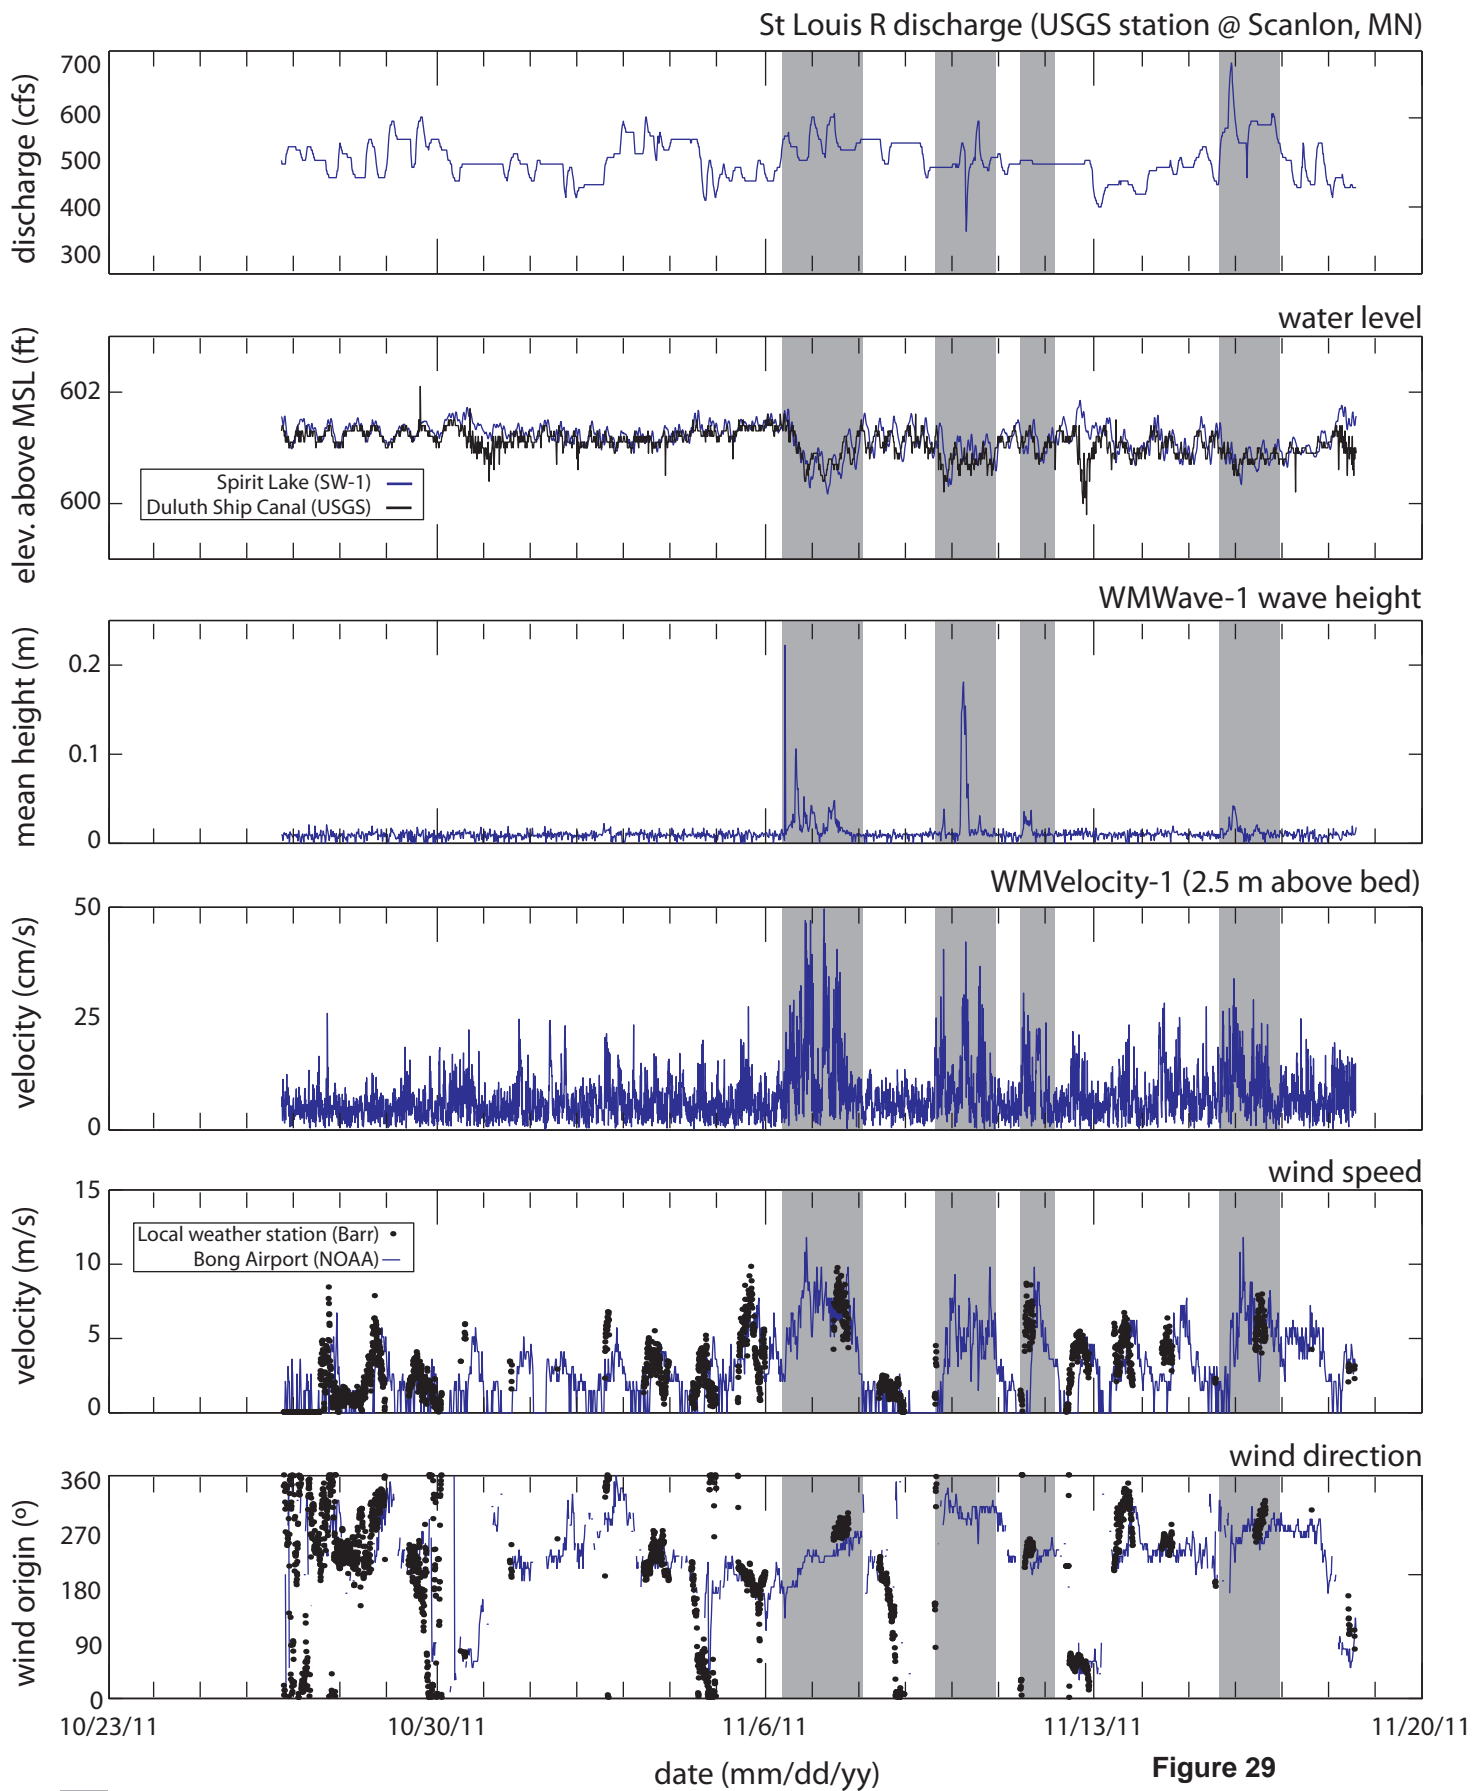 St Louis R discharge (USGS station @ Scanlon, MN)
discharge (cfs)
700
600
500
400
300
water level
elev. above MSL (ft)
602
600
Spirit Lake (SW-1)
Duluth Ship Canal (USGS)
WMWave-1 wave height
mean height (m)
0.2
0.1
0
WMVelocity-1 (2.5 m above bed)
velocity (cm/s)
50
25
0
wind speed
velocity (m/s)
15
10
5
0
Local weather station (Barr)
Bong Airport (NOAA)
wind direction
wind origin (º)
360
270
180
90
0
10/23/11
10/30/11
11/6/11
11/13/11
11/20/11
date (mm/dd/yy)
Figure 29